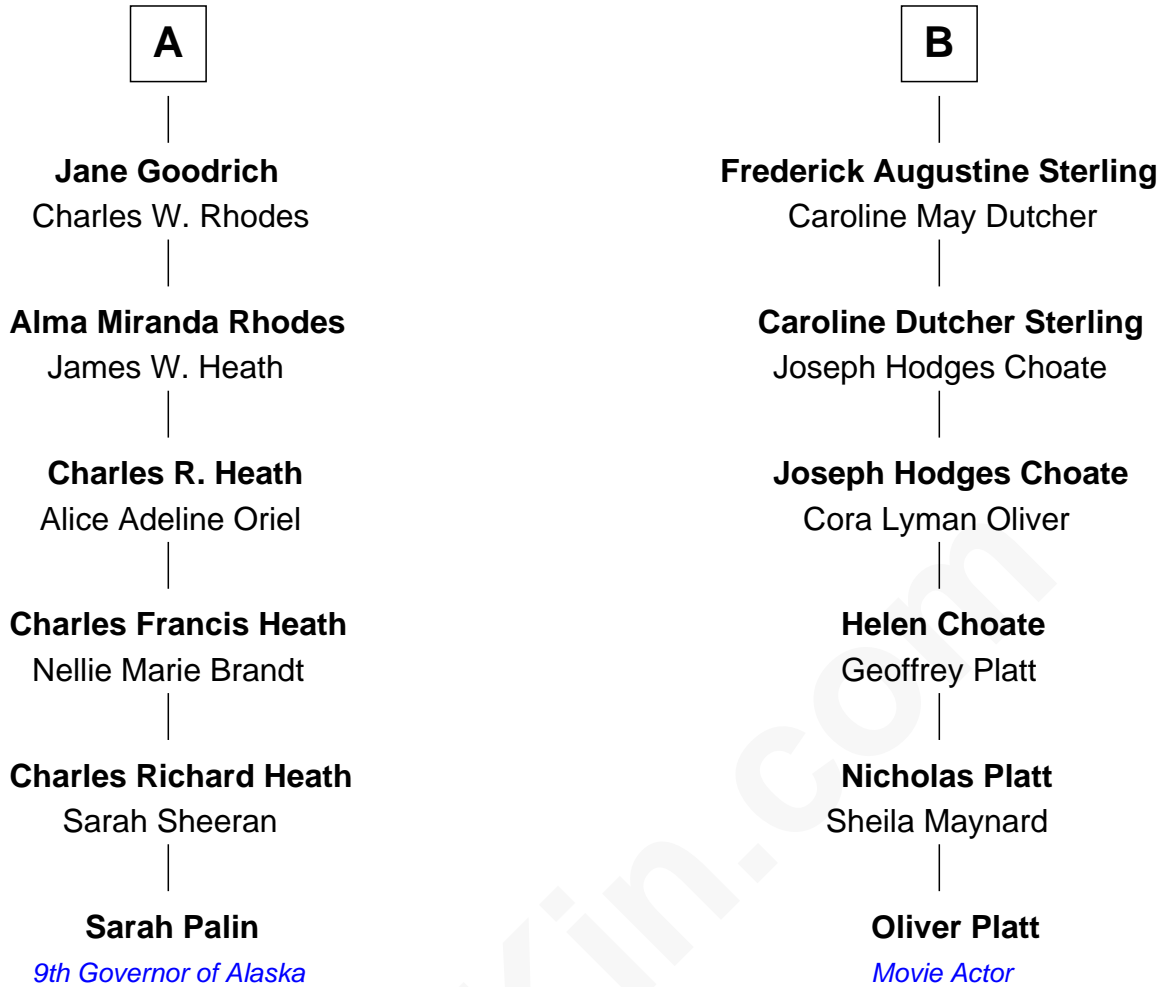 A
Jane Goodrich
Charles W. Rhodes
Alma Miranda Rhodes
James W. Heath
Charles R. Heath
Alice Adeline Oriel
Charles Francis Heath
Nellie Marie Brandt
Charles Richard Heath
Sarah Sheeran
Sarah Palin
9th Governor of Alaska
B
Frederick Augustine Sterling
Caroline May Dutcher
Caroline Dutcher Sterling
Joseph Hodges Choate
Joseph Hodges Choate
Cora Lyman Oliver
Helen Choate
Geoffrey Platt
Nicholas Platt
Sheila Maynard
Oliver Platt
Movie Actor
Kin.com